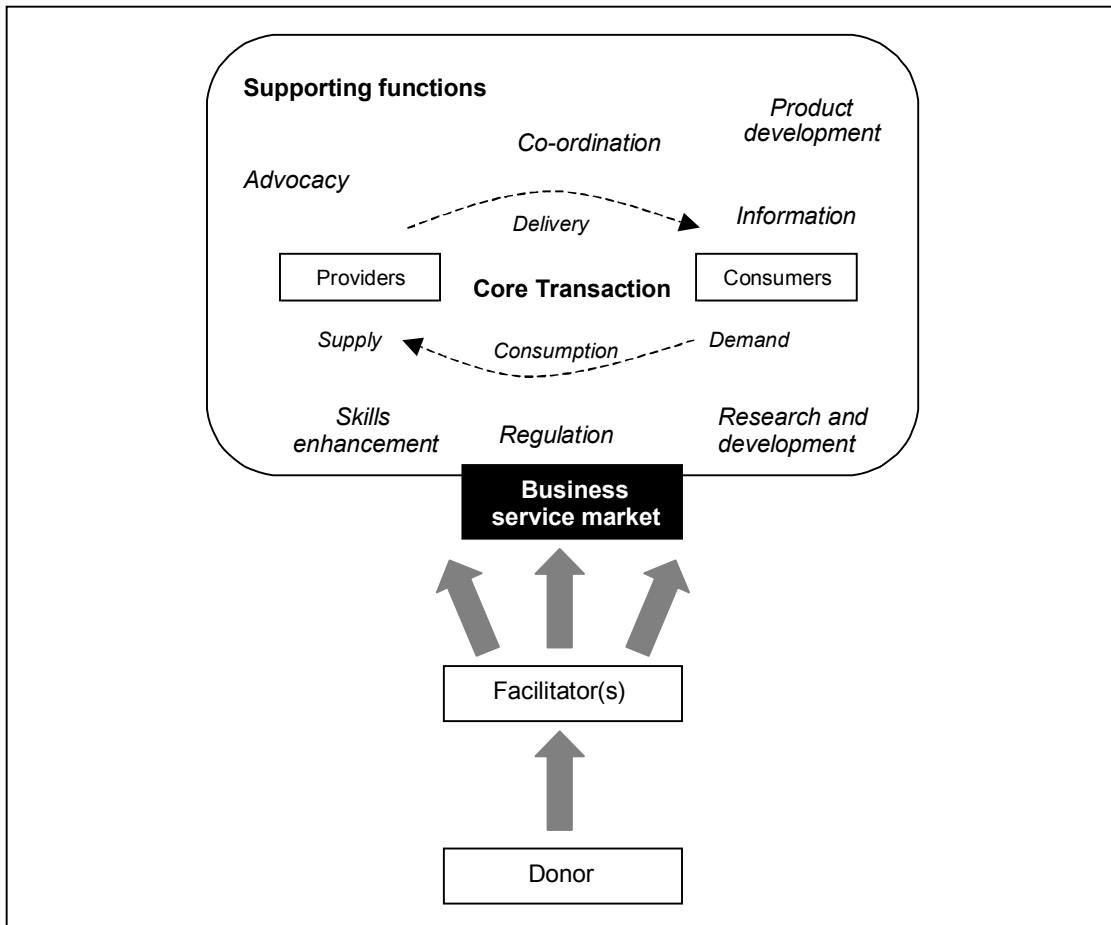 Supporting functions
Product
development
Co-ordination
Advocacy
Information
Delivery
Providers
Core Transaction
Consumers
Supply
Consumption
Demand
Skills
enhancement
Regulation
Research and
development
Business
service market
Facilitator(s)
Donor